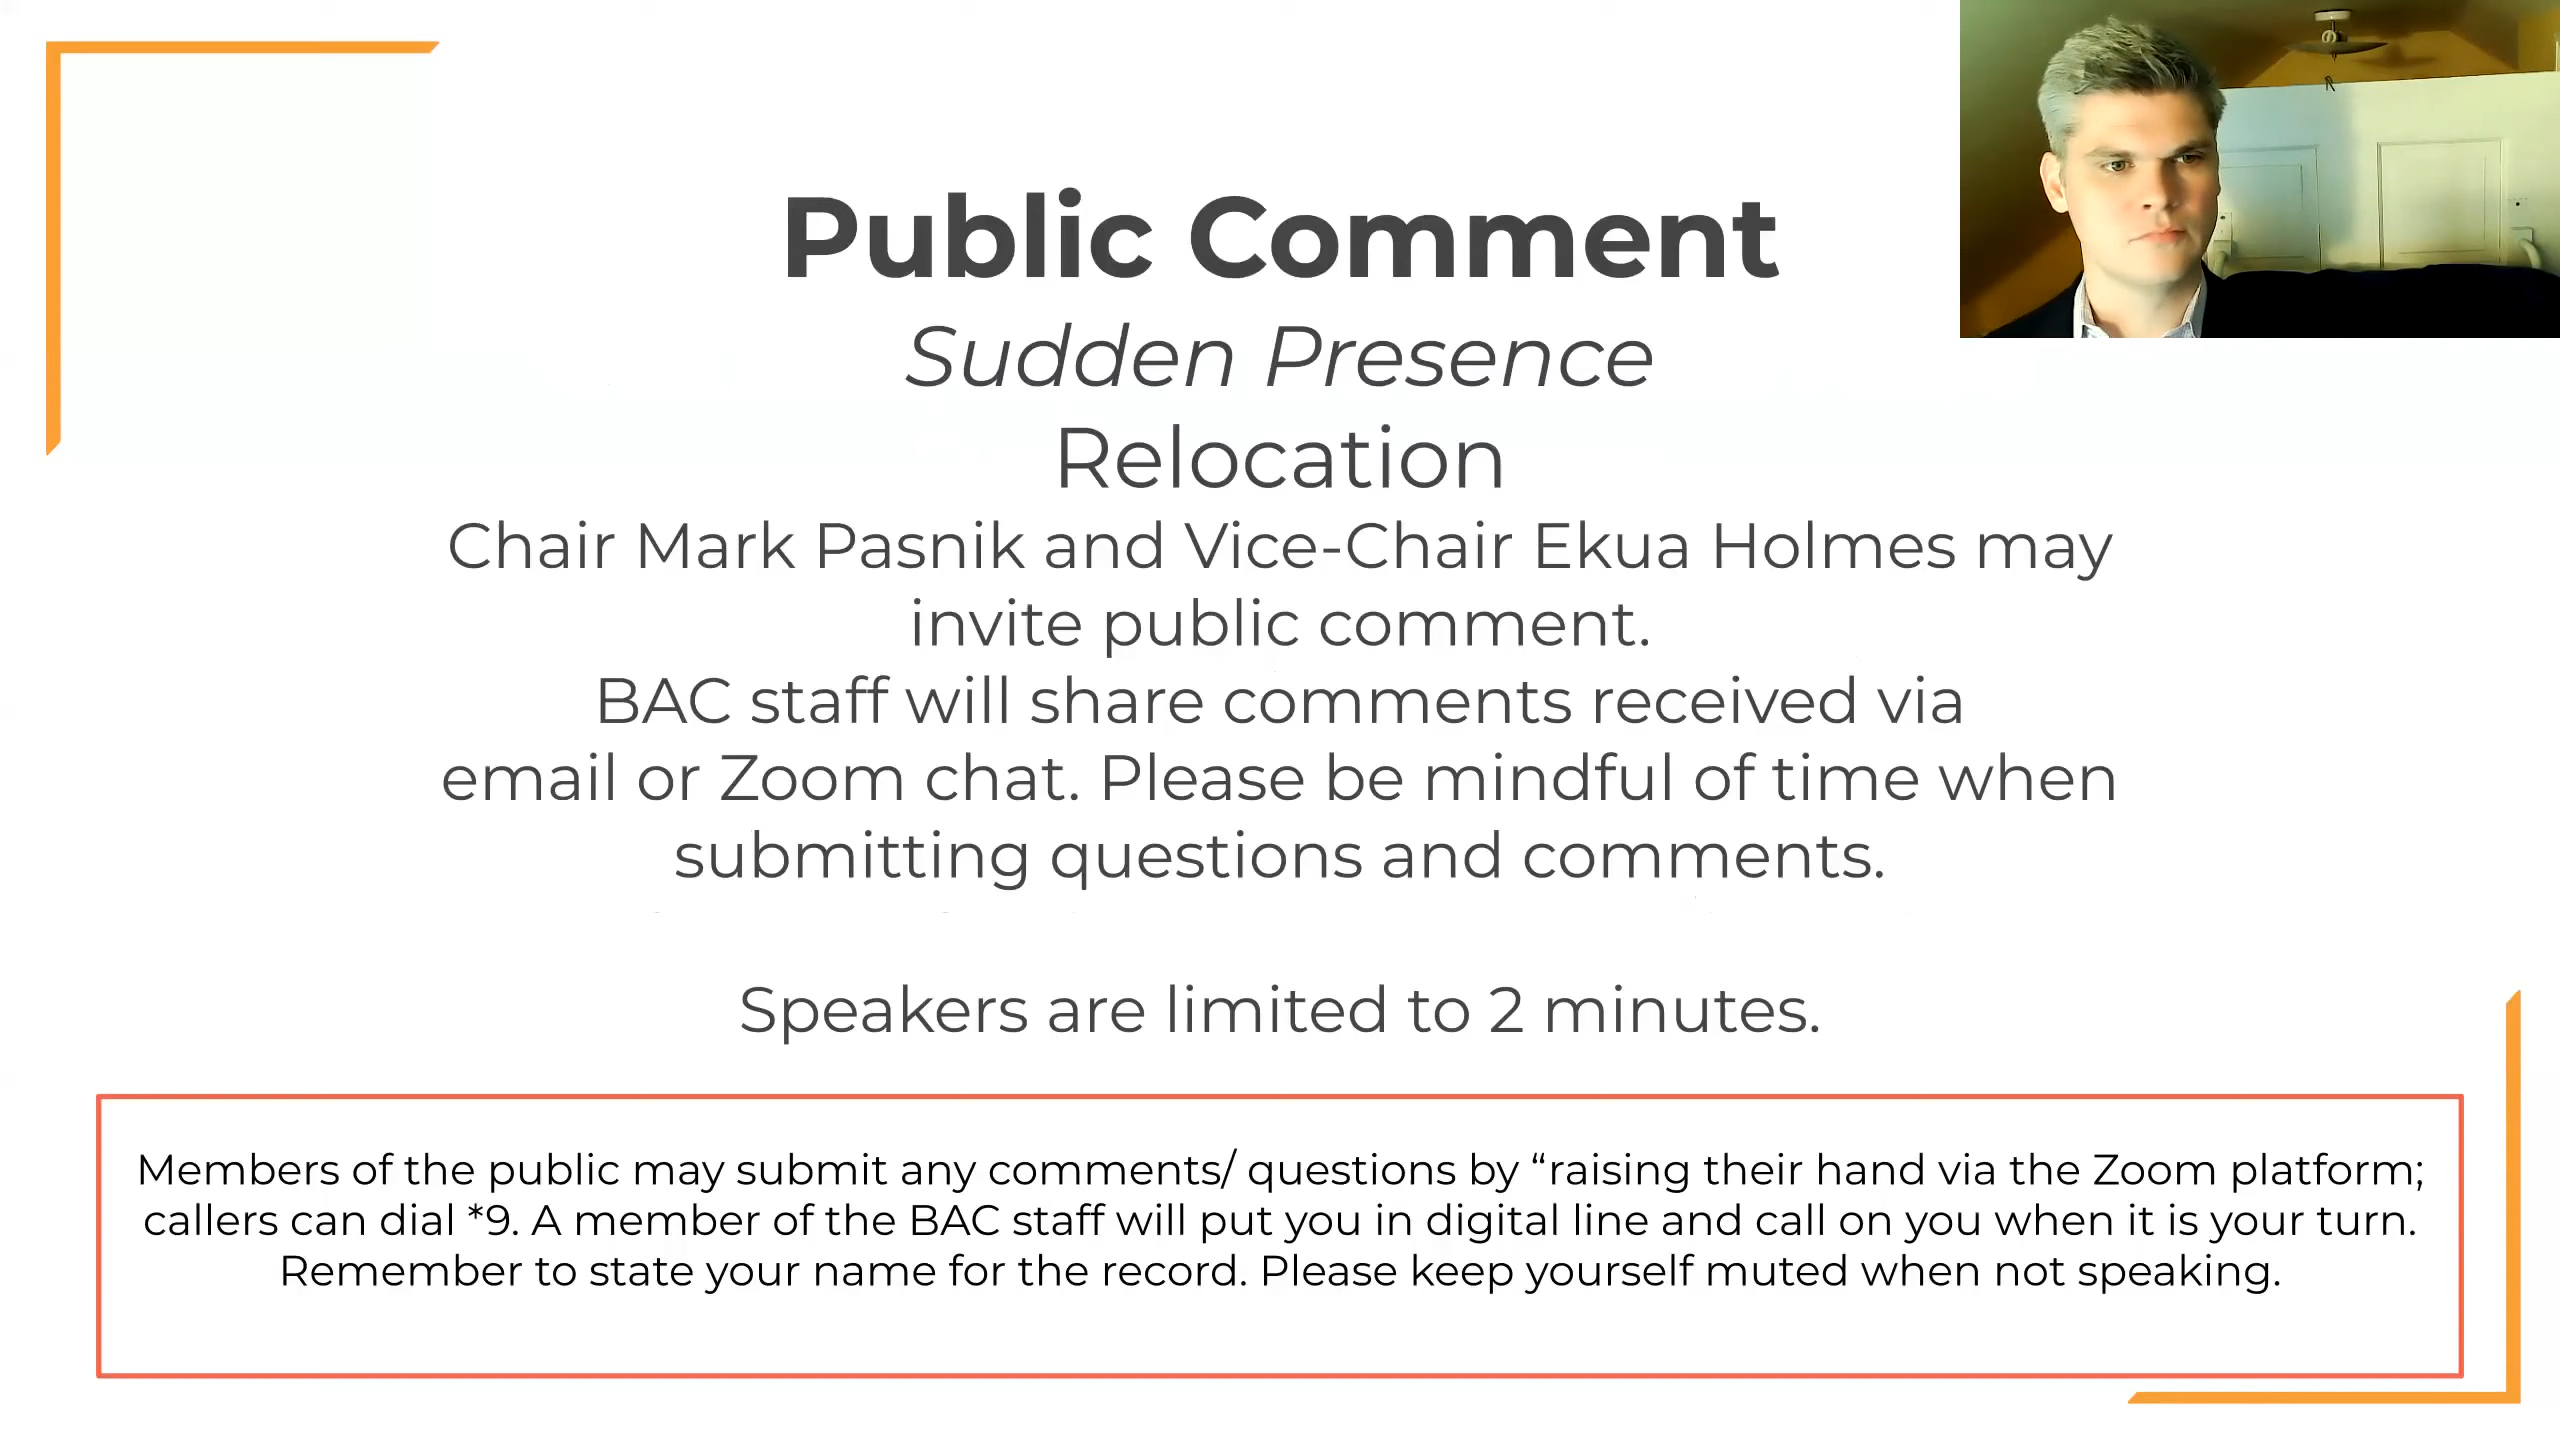 Public Comment
Sudden Presence
Relocation
Chair Mark Pasnik and Vice-Chair Ekua Holmes may
invite public comment.
BAC staff will share comments received via
email or Zoom chat. Please be mindful of time when
submitting questions and comments.
Speakers are limited to 2 minutes.
Members of the public may submit any comments/ questions by “raising their hand via the Zoom platform;
callers can dial *9. A member of the BAC staff will put you in digital line and call on you when it is your turn.
Remember to state your name for the record. Please keep yourself muted when not speaking.